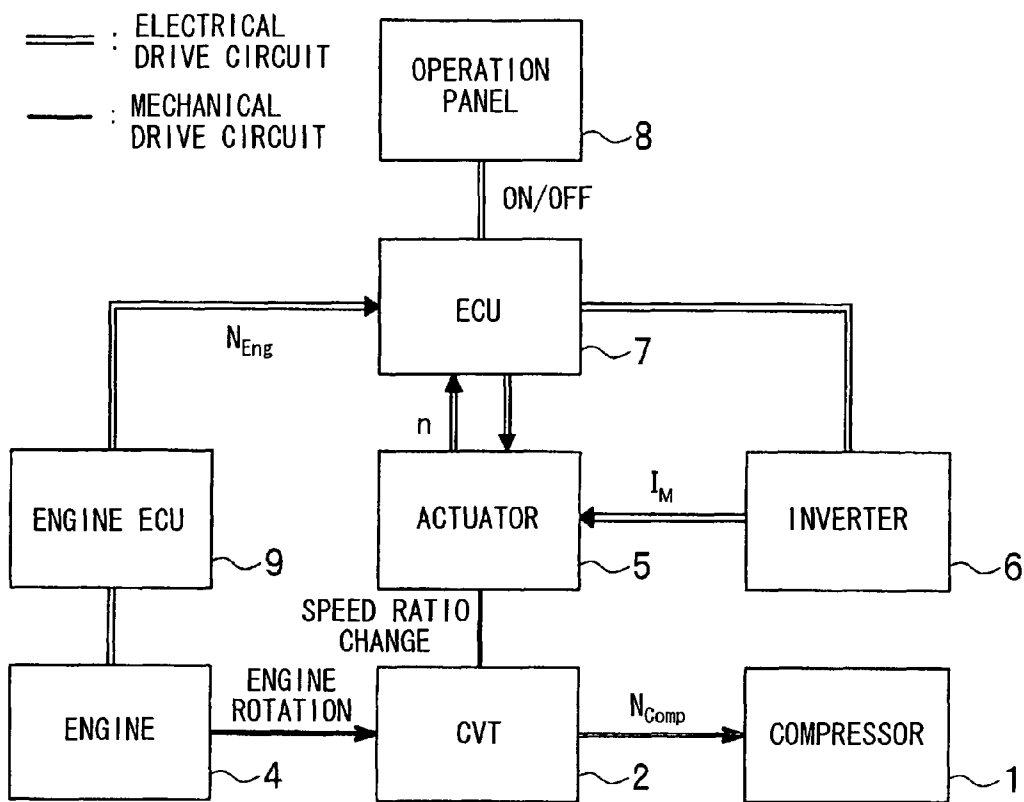 : ELECTRICAL
DRIVE CIRCUIT
: MECHANICAL
DRIVE CIRCUIT
OPERATION
PANEL
8
ON/OFF
ECU
7
N_Eng
n
ENGINE ECU
9
ACTUATOR
5
I_M
INVERTER
6
SPEED RATIO
CHANGE
ENGINE
4
ENGINE
ROTATION
CVT
2
N_Comp
COMPRESSOR
1